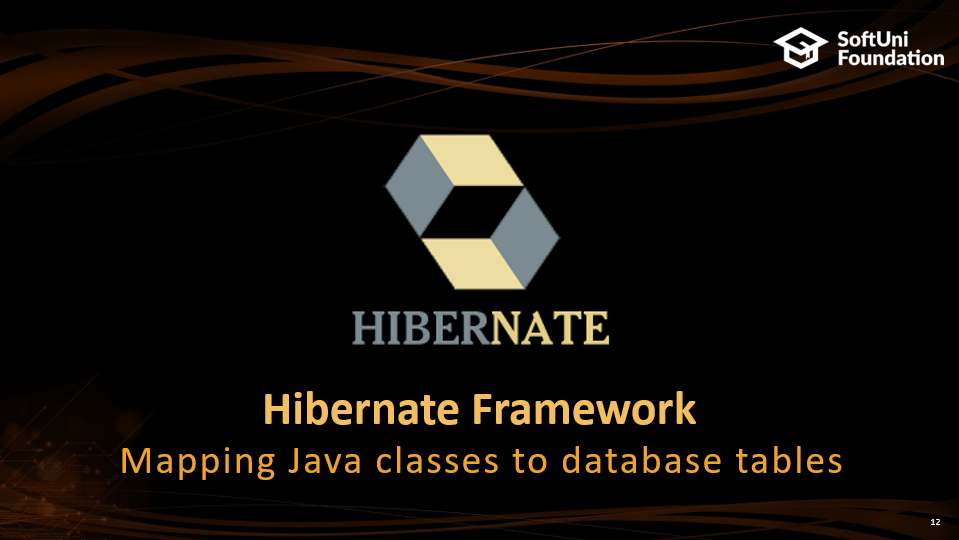 SoftUni
Foundation
HIBERNATE
Hibernate Framework
Mapping Java classes to database tables
12